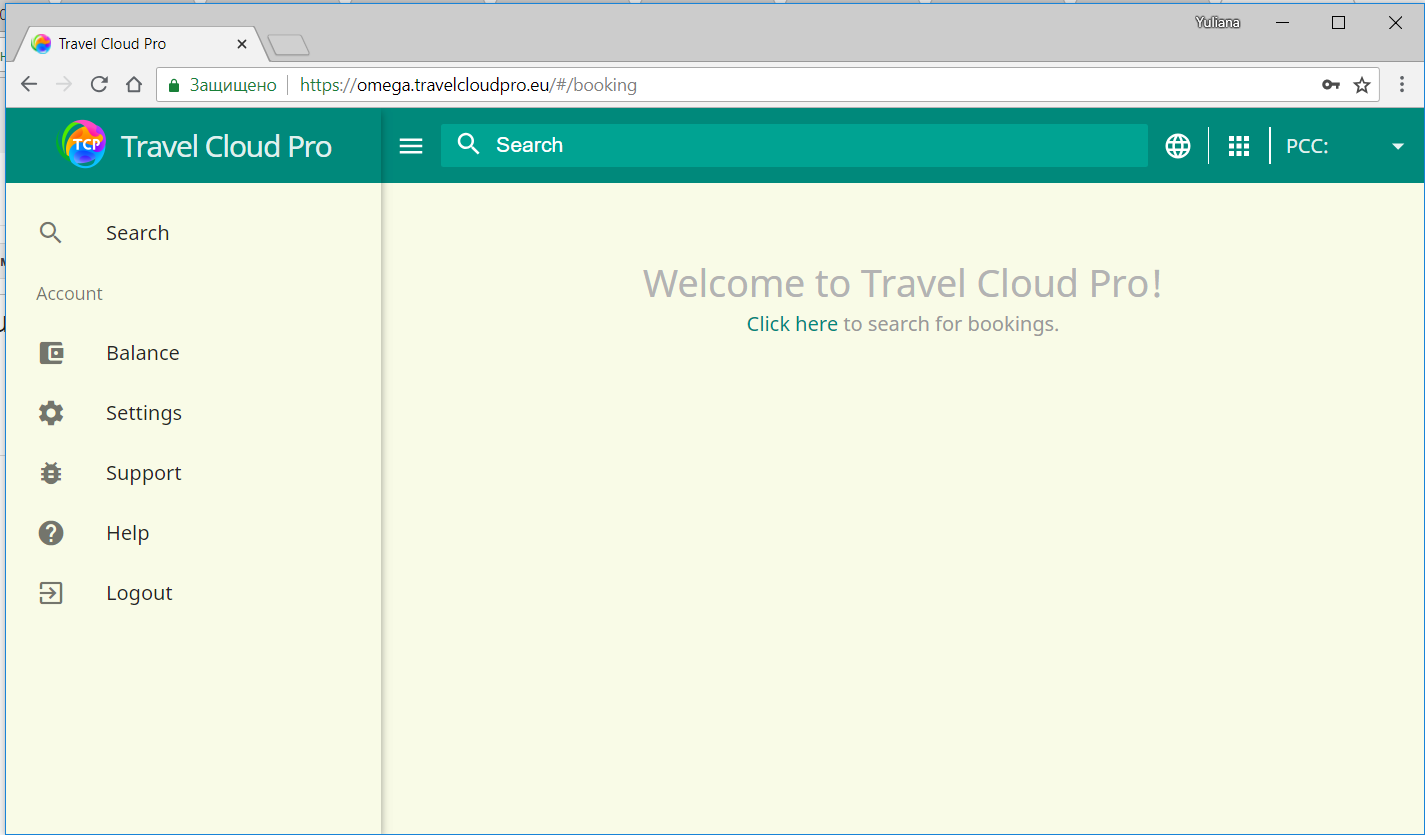 Yuliana
Travel Cloud Pro
Защищено
https://omega.travelcloudpro.eu/#/booking
TCP Travel Cloud Pro
Search
PCC:
Search
Account
Balance
Settings
Support
Help
Logout
Welcome to Travel Cloud Pro!
Click here to search for bookings.